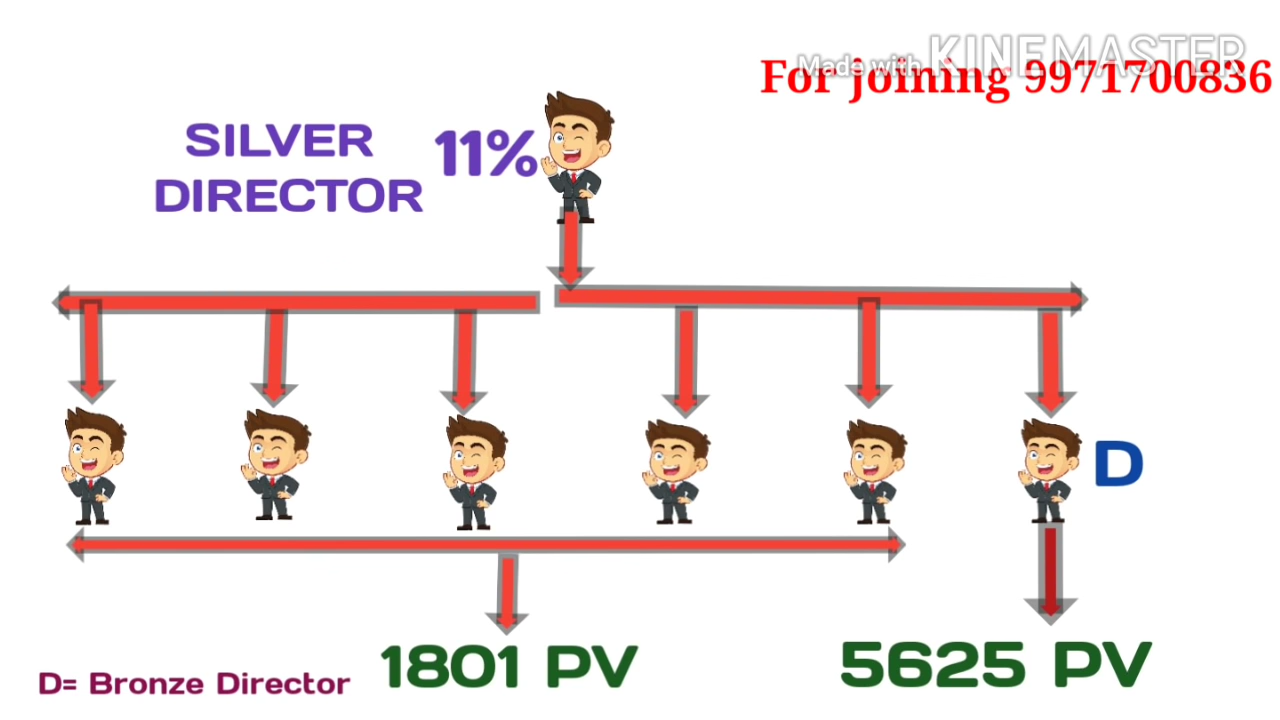 Made with KINEMASTER
For joining 9971700836
SILVER
DIRECTOR
11%
D
1801 PV
5625 PV
D= Bronze Director